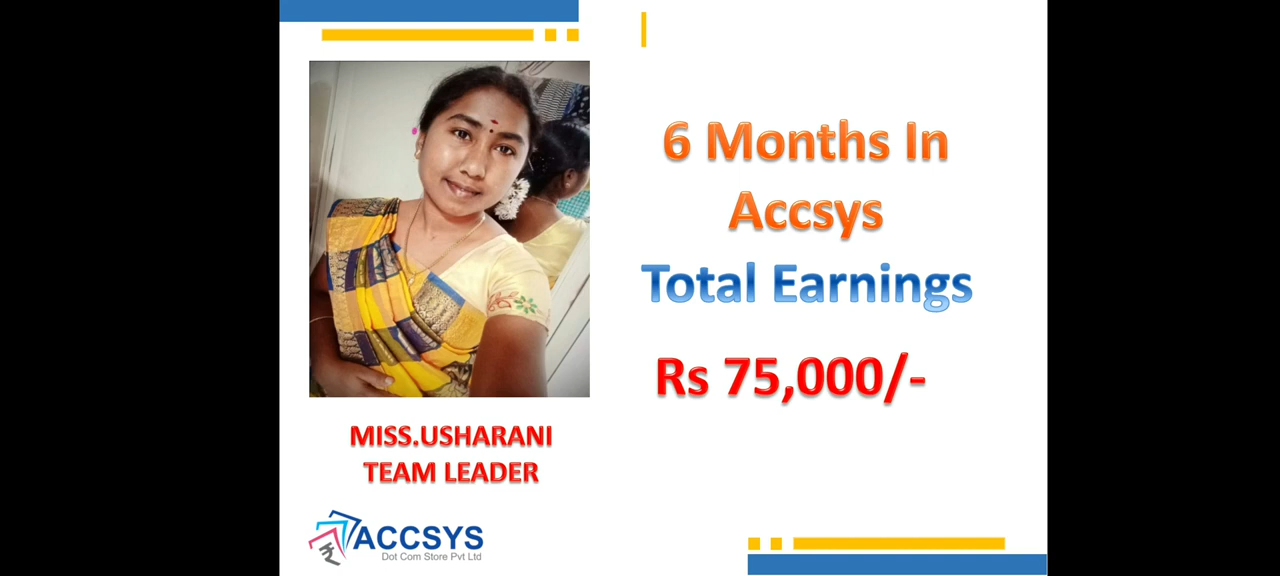 6 Months In
Accsys
Total Earnings
Rs 75,000/-
MISS.USHARANI
TEAM LEADER
ACCSYS
Dot Com Store Pvt Ltd